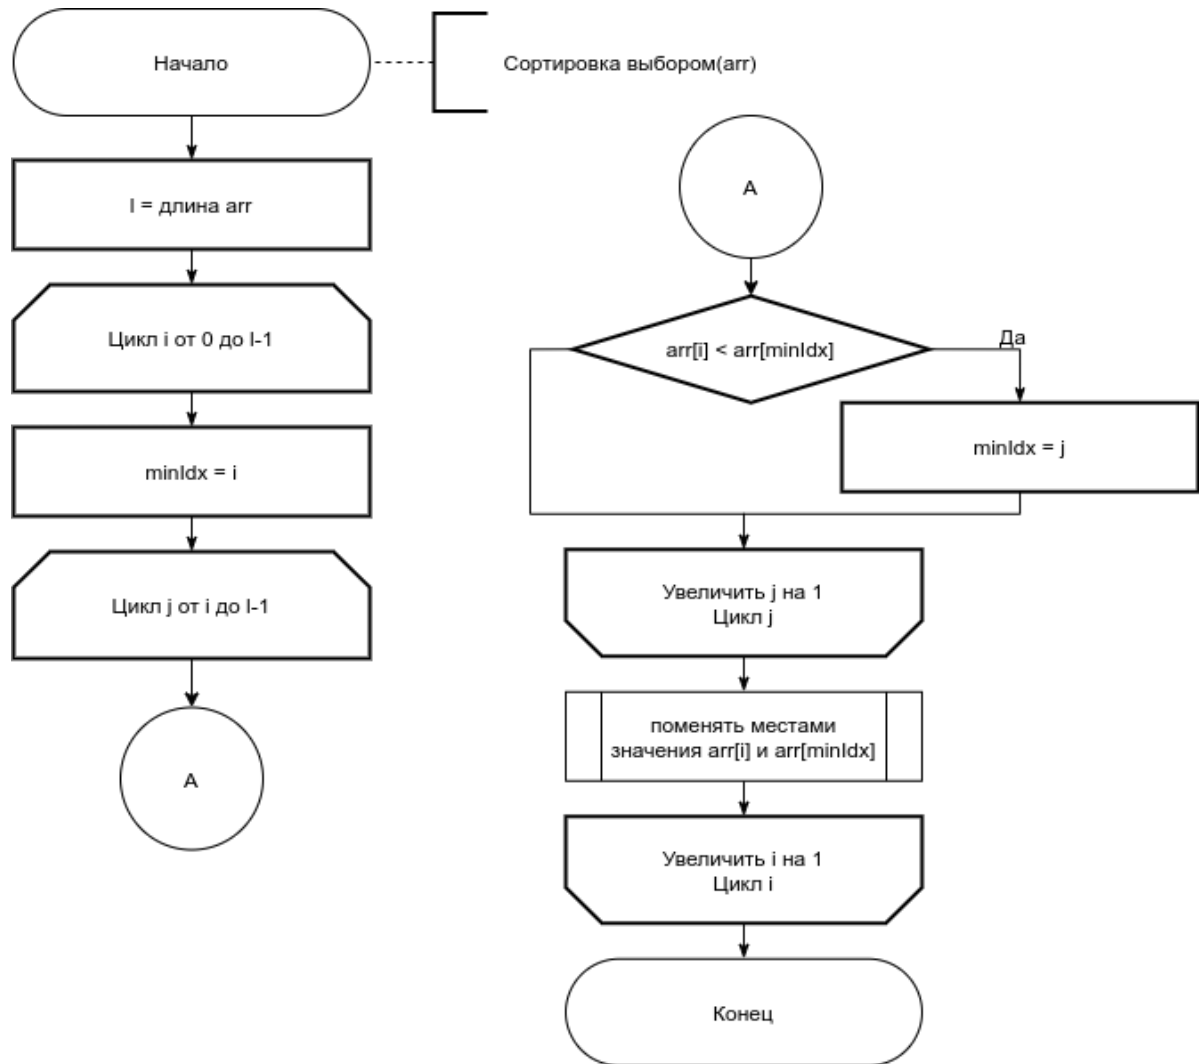 Начало
Сортировка выбором(arr)
l = длина arr
Цикл i от 0 до l-1
minIdx = i
Цикл j от i до l-1
A
A
arr[i] < arr[minIdx]
Да
minIdx = j
Увеличить j на 1
Цикл j
поменять местами
значения arr[i] и arr[minIdx]
Увеличить i на 1
Цикл i
Конец